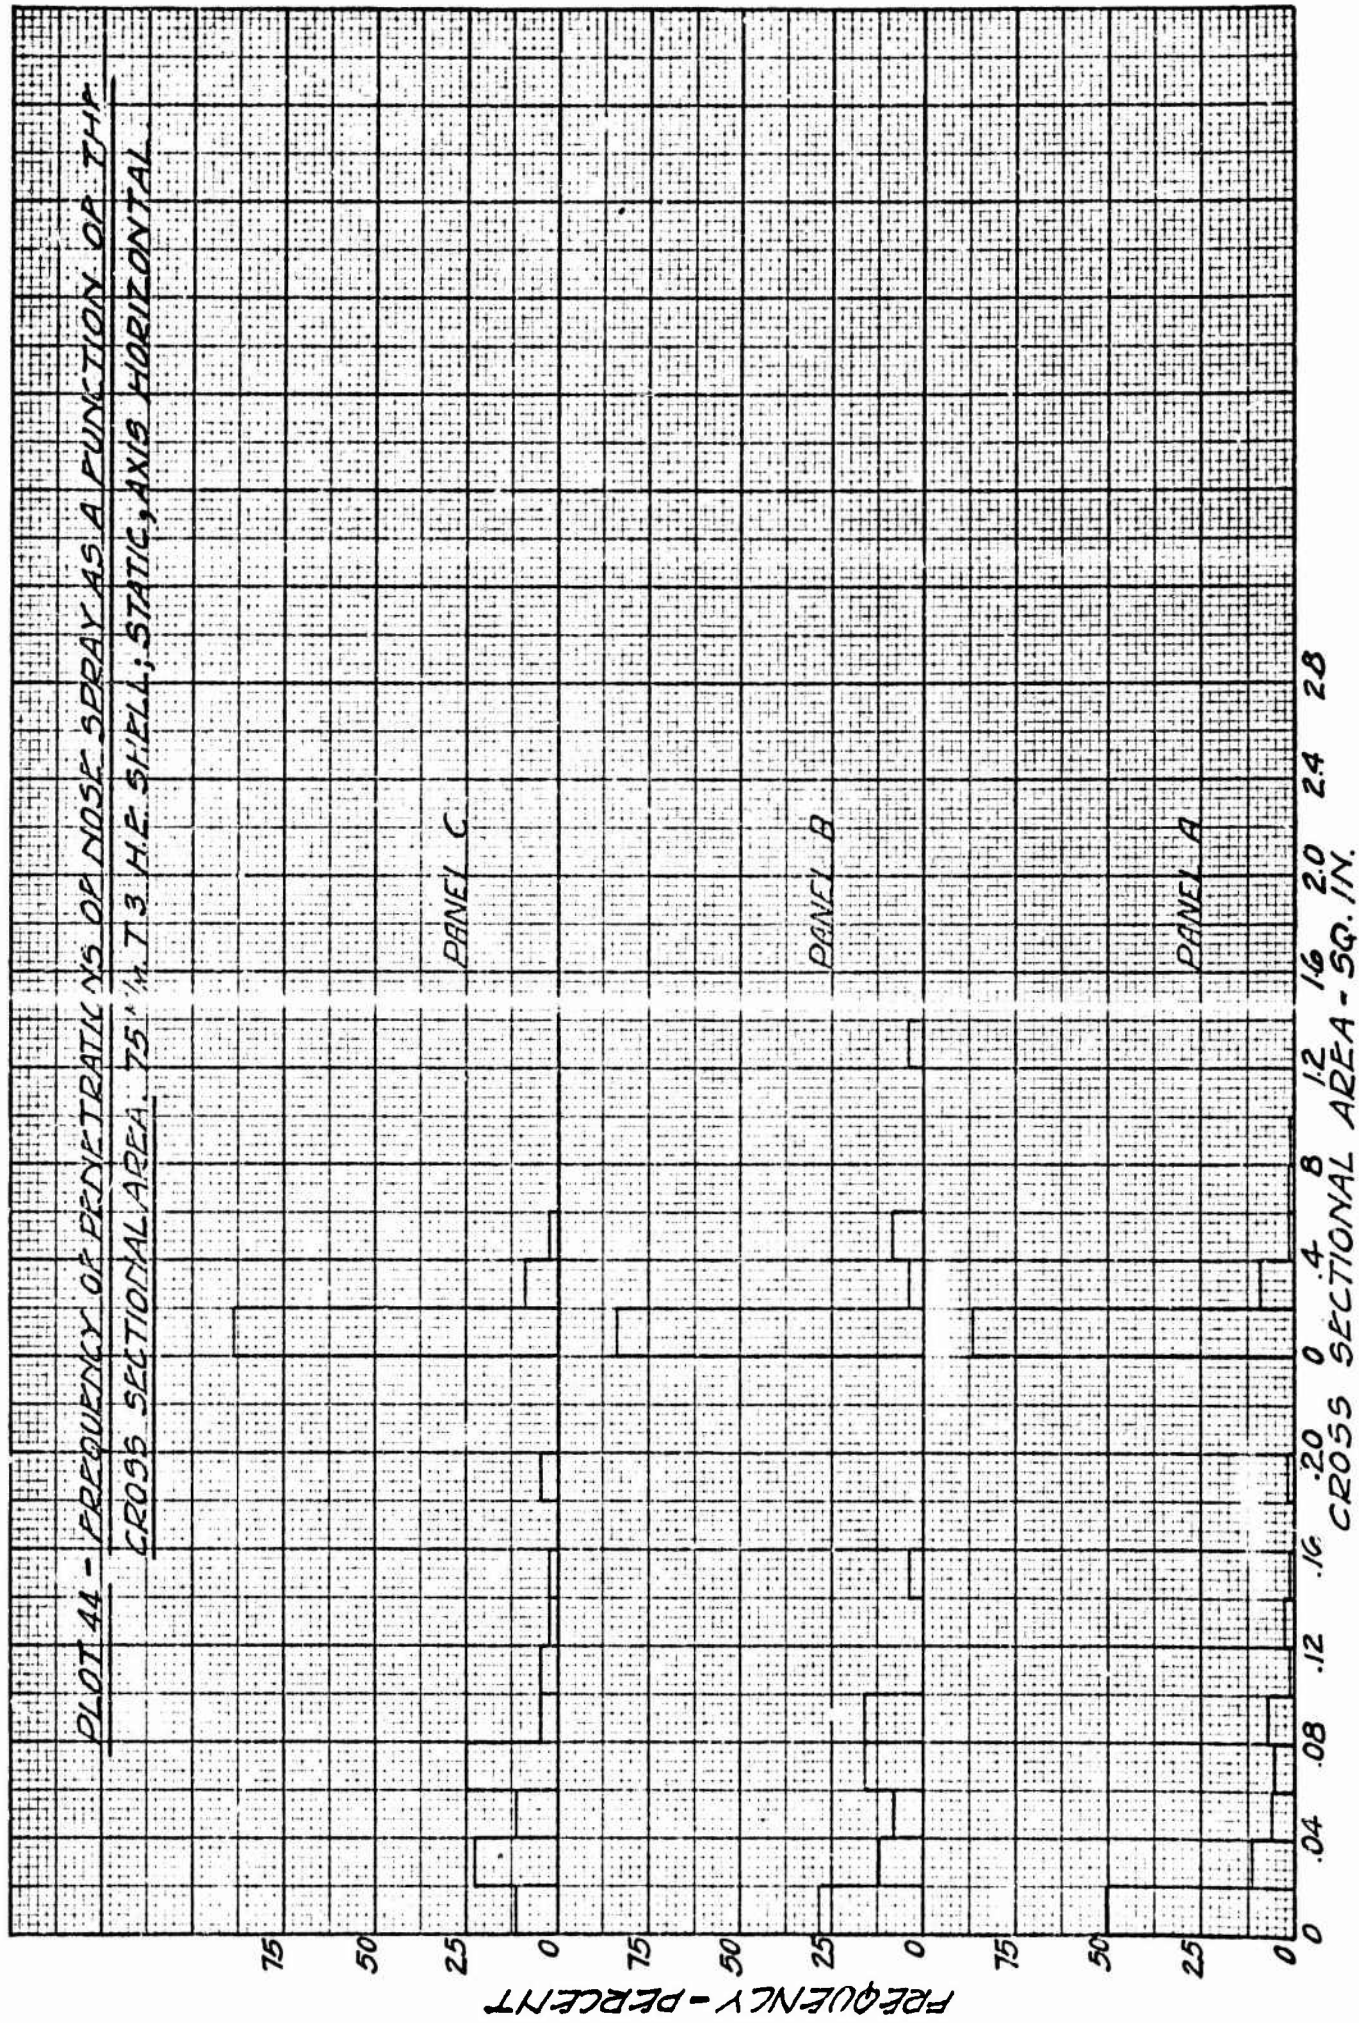 PLOT 44 - FREQUENCY OF PENETRATIONS OF NOSE SPRAY AS A FUNCTION OF THE
CROSS SECTIONAL AREA. 75 M/M. T3 H.E. SHELL; STATIC, AXIS HORIZONTAL
FREQUENCY - PERCENT
75
50
25
0
PANEL C
75
50
25
0
PANEL B
75
50
25
0
PANEL A
0 .04 .08 .12 .16 .20 0 .4 .8 1.2 1.6 2.0 2.4 2.8
CROSS SECTIONAL AREA - SQ. IN.